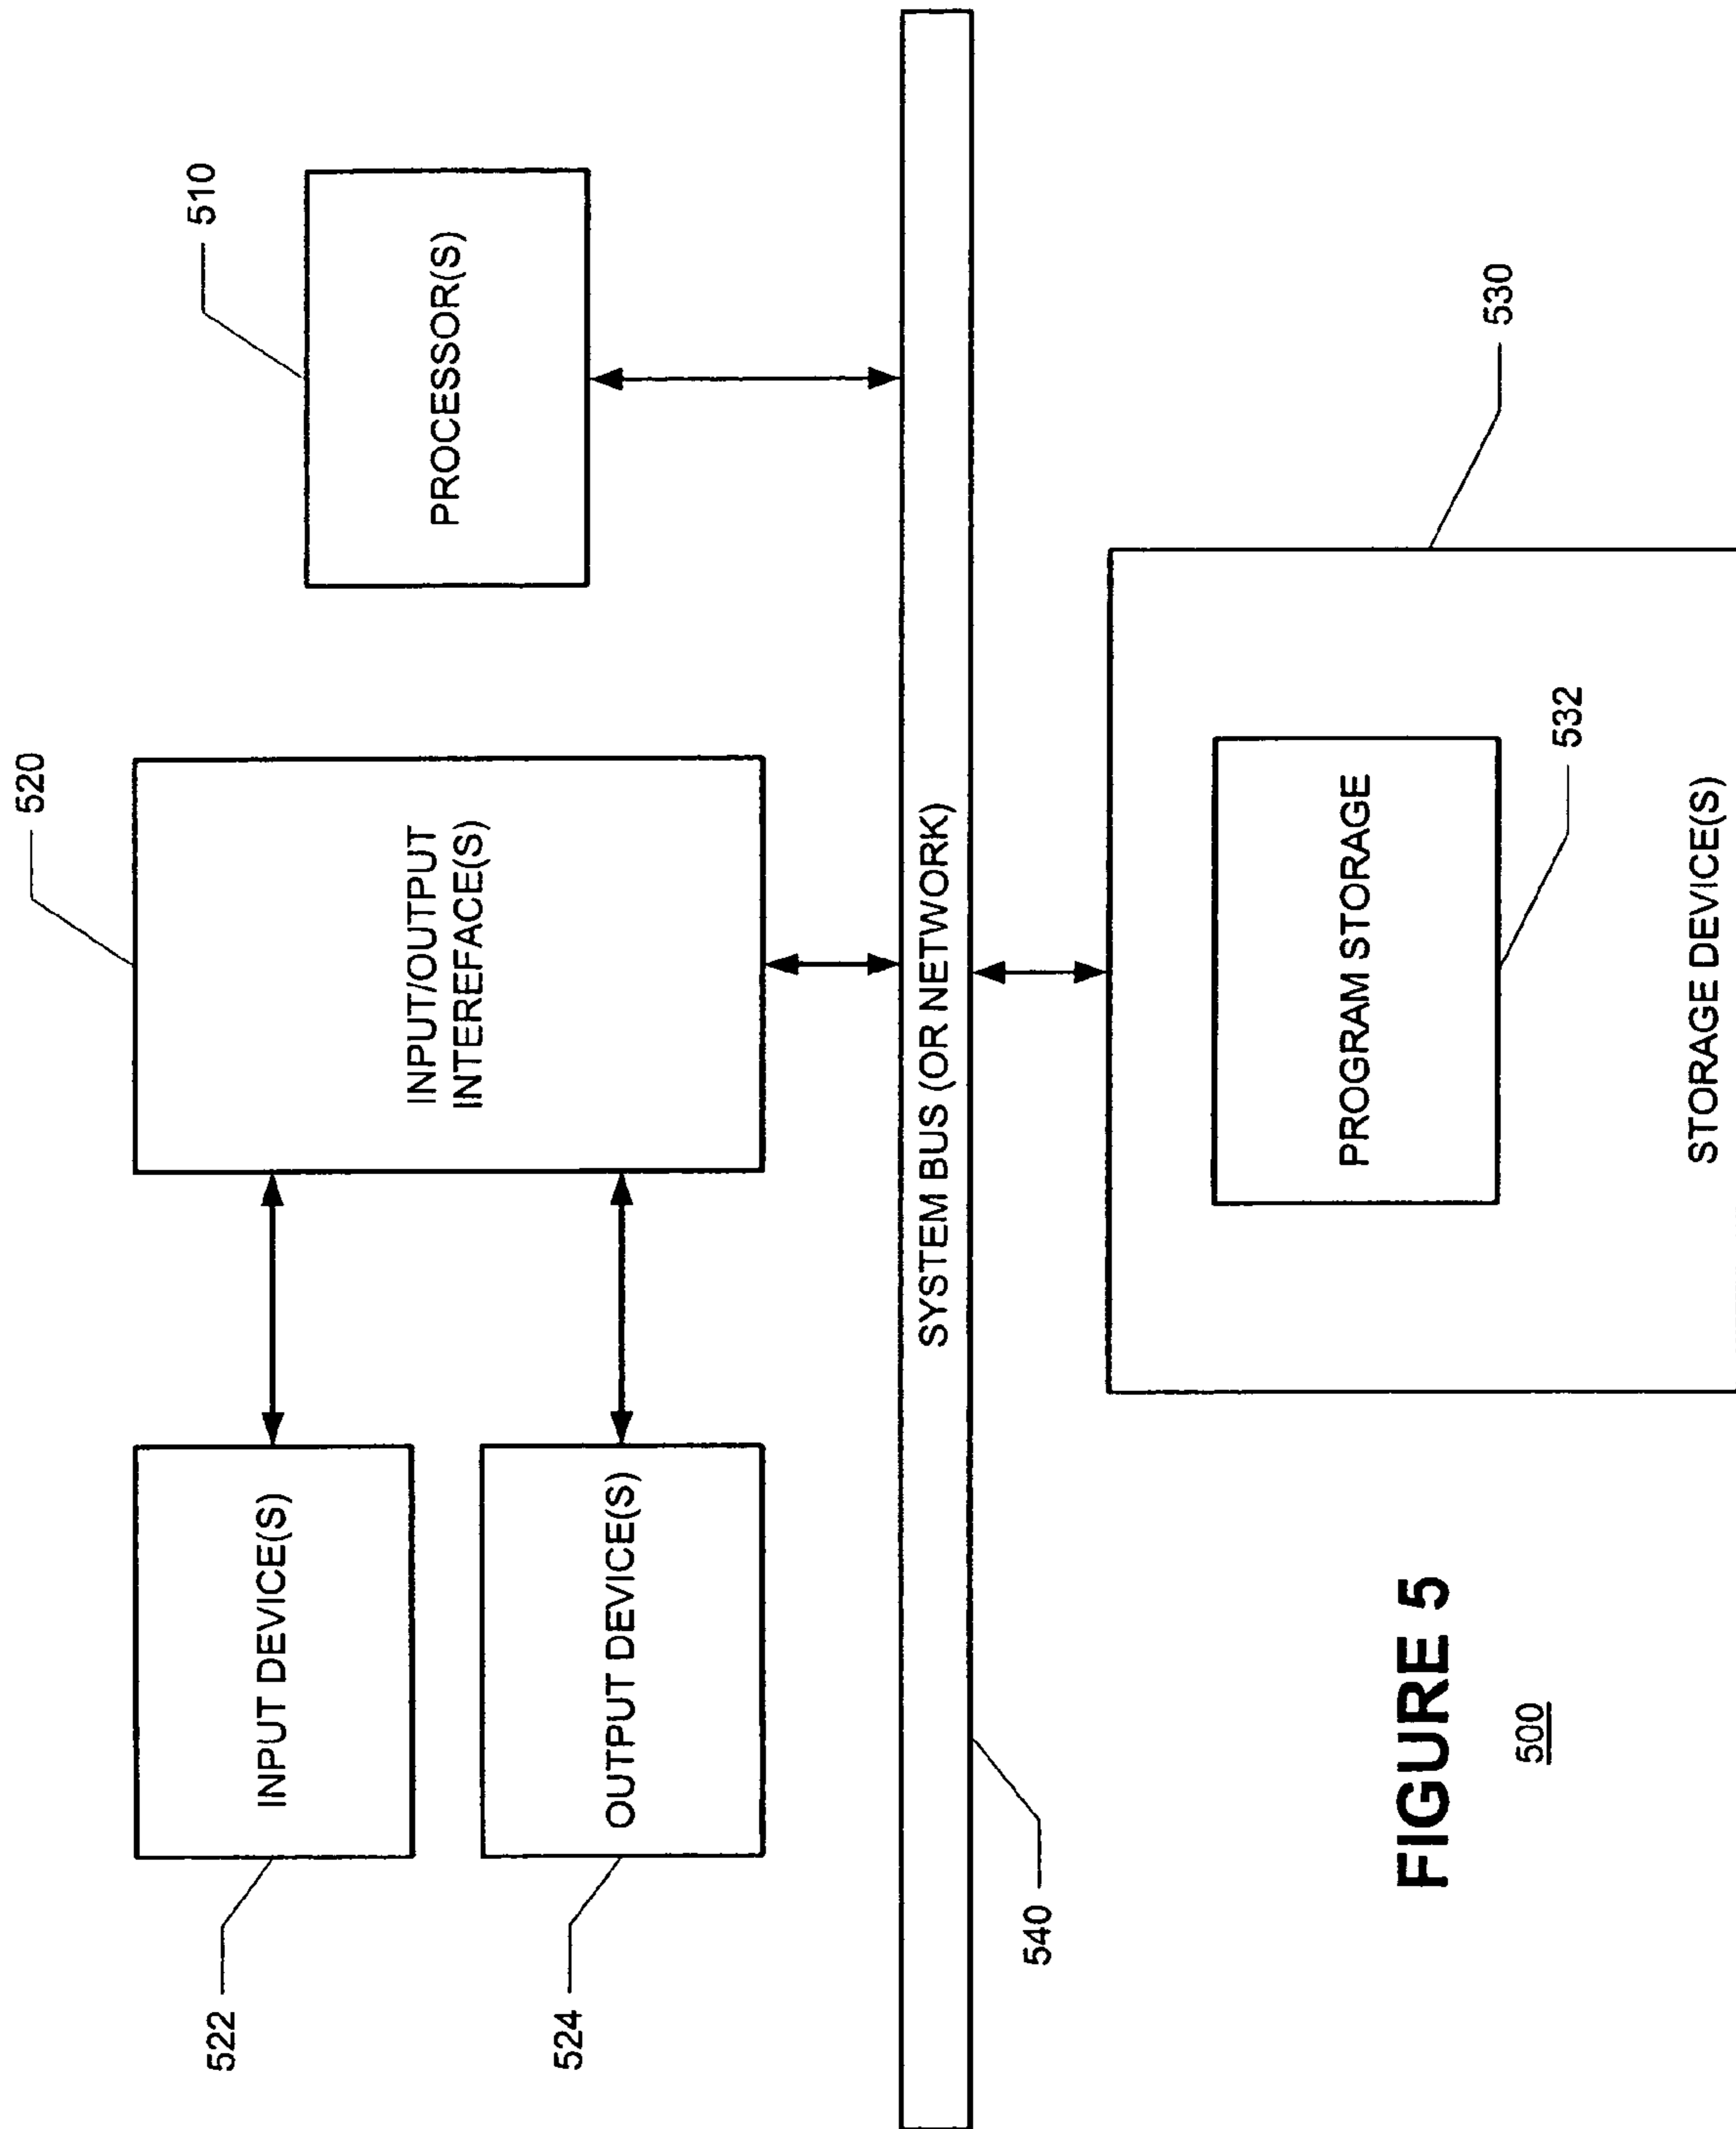 520
510
INPUT DEVICE(S)
INPUT/OUTPUT
INTEREFACE(S)
PROCESSOR(S)
522
OUTPUT DEVICE(S)
524
SYSTEM BUS (OR NETWORK)
540
530
PROGRAM STORAGE
532
STORAGE DEVICE(S)
FIGURE 5
500